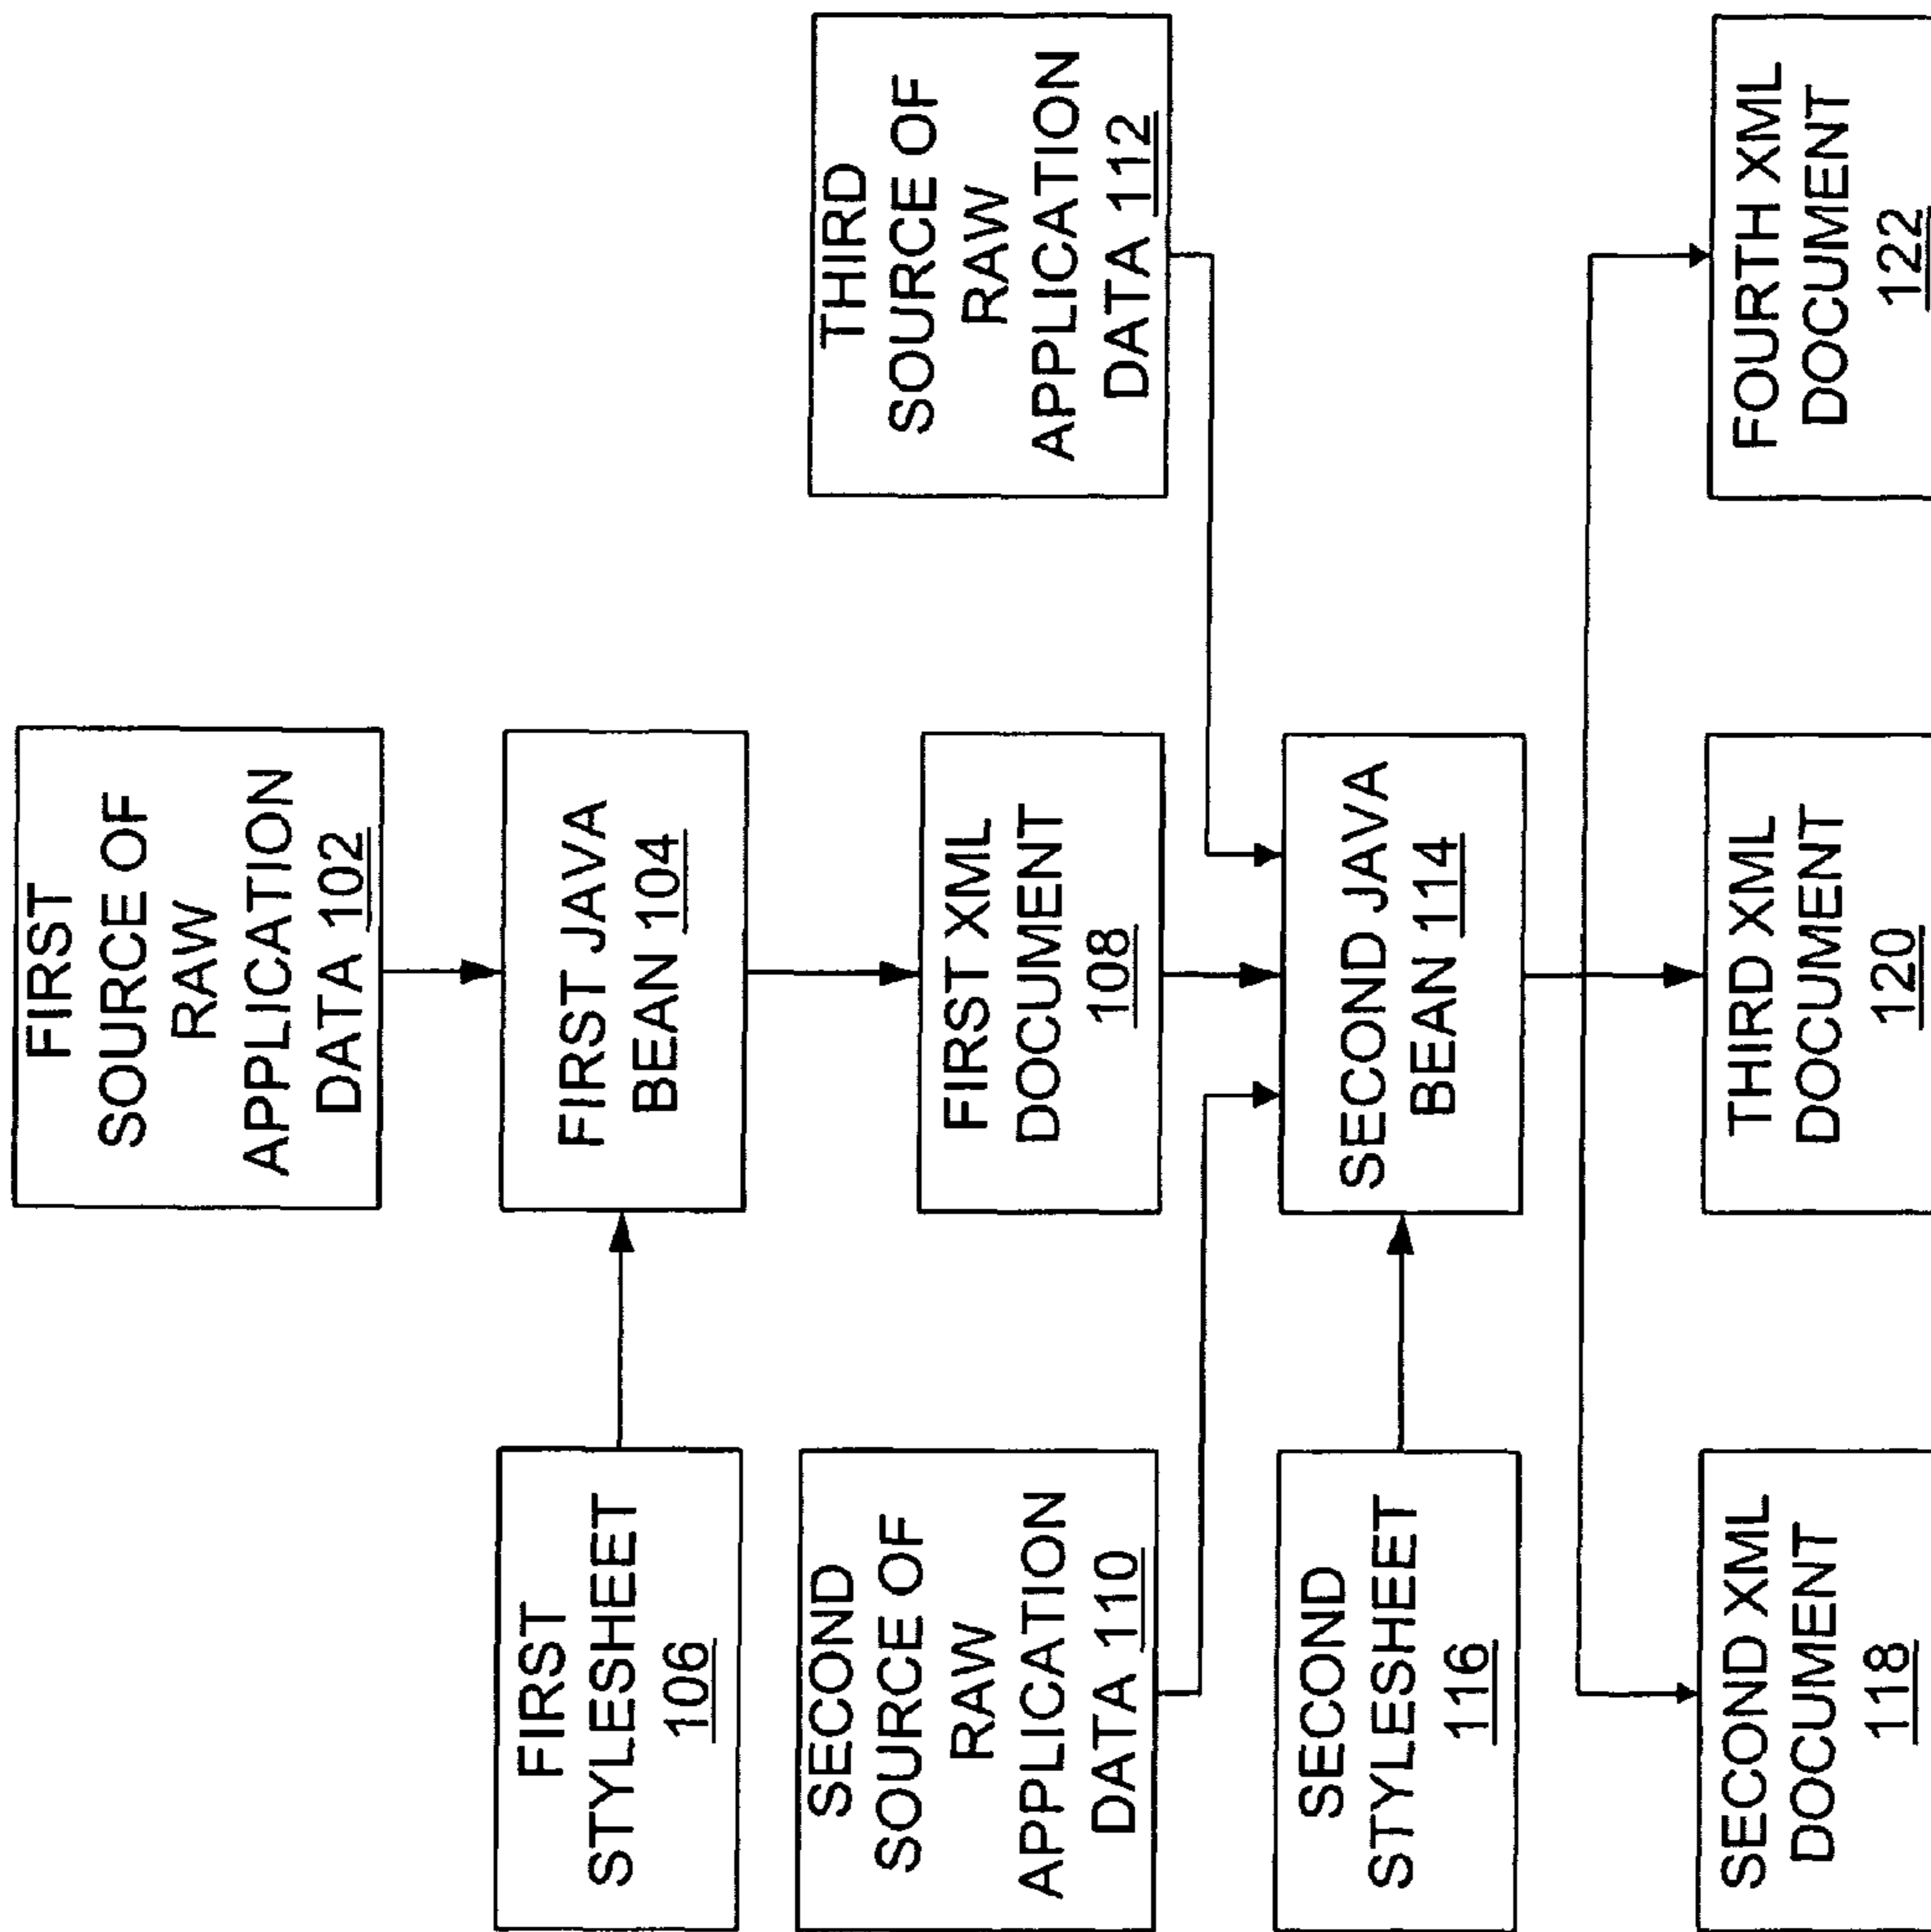 FIRST
SOURCE OF
RAW
APPLICATION
DATA 102
FIRST
STYLESHEET
106
FIRST JAVA
BEAN 104
SECOND
SOURCE OF
RAW
APPLICATION
DATA 110
FIRST XML
DOCUMENT
108
THIRD
SOURCE OF
RAW
APPLICATION
DATA 112
SECOND
STYLESHEET
116
SECOND JAVA
BEAN 114
SECOND XML
DOCUMENT
118
THIRD XML
DOCUMENT
120
FOURTH XML
DOCUMENT
122